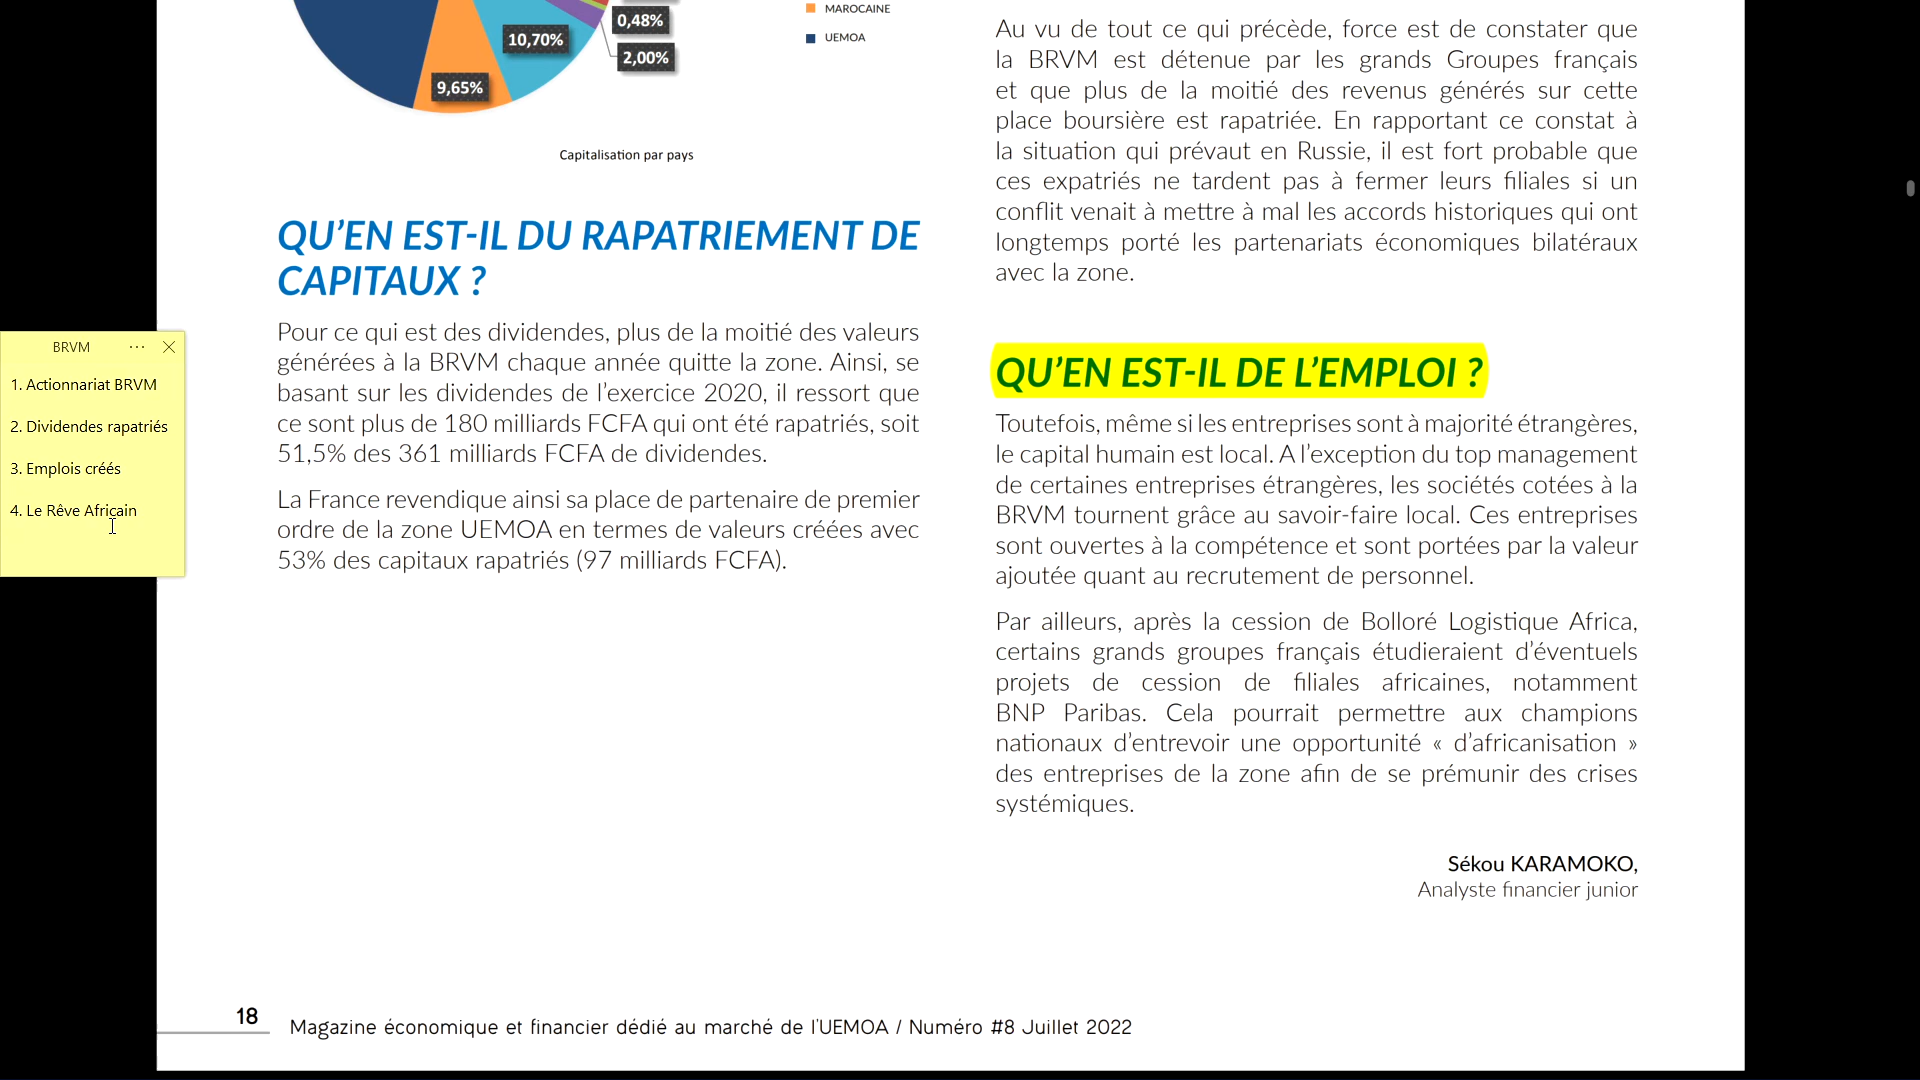 0,48%
10,70%
2,00%
9,65%
MAROCAINE
UEMOA
Capitalisation par pays
QU'EN EST-IL DU RAPATRIEMENT DE
CAPITAUX ?
Pour ce qui est des dividendes, plus de la moitié des valeurs
générées à la BRVM chaque année quitte la zone. Ainsi, se
basant sur les dividendes de l'exercice 2020, il ressort que
ce sont plus de 180 milliards FCFA qui ont été rapatriés, soit
51,5% des 361 milliards FCFA de dividendes.
La France revendique ainsi sa place de partenaire de premier
ordre de la zone UEMOA en termes de valeurs créées avec
53% des capitaux rapatriés (97 milliards FCFA).
Au vu de tout ce qui précède, force est de constater que
la BRVM est détenue par les grands Groupes français
et que plus de la moitié des revenus générés sur cette
place boursière est rapatriée. En rapportant ce constat à
la situation qui prévaut en Russie, il est fort probable que
ces expatriés ne tardent pas à fermer leurs filiales si un
conflit venait à mettre à mal les accords historiques qui ont
longtemps porté les partenariats économiques bilatéraux
avec la zone.
QU'EN EST-IL DE L'EMPLOI ?
Toutefois, même si les entreprises sont à majorité étrangères,
le capital humain est local. A l'exception du top management
de certaines entreprises étrangères, les sociétés cotées à la
BRVM tournent grâce au savoir-faire local. Ces entreprises
sont ouvertes à la compétence et sont portées par la valeur
ajoutée quant au recrutement de personnel.
Par ailleurs, après la cession de Bolloré Logistique Africa,
certains grands groupes français étudieraient d'éventuels
projets de cession de filiales africaines, notamment
BNP Paribas. Cela pourrait permettre aux champions
nationaux d'entrevoir une opportunité « d'africanisation »
des entreprises de la zone afin de se prémunir des crises
systémiques.
Sékou KARAMOKO,
Analyste financier junior
BRVM
1. Actionnariat BRVM
2. Dividendes rapatriés
3. Emplois créés
4. Le Rêve Africain
18
Magazine économique et financier dédié au marché de l'UEMOA / Numéro #8 Juillet 2022